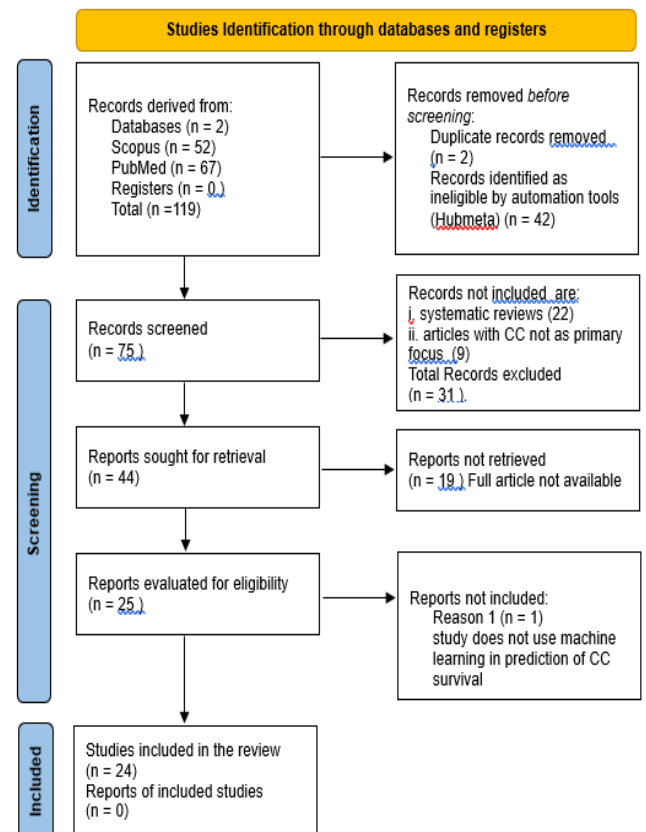 Studies Identification through databases and registers
Identification
Records derived from:
Databases (n = 2)
Scopus (n = 52)
PubMed (n = 67)
Registers (n = 0 )
Total (n =119)
Records removed before
screening:
Duplicate records removed
(n = 2)
Records identified as
ineligible by automation tools
(Hubmeta) (n = 42)
Screening
Records screened
(n = 75 )
Records not included are:
i. systematic reviews (22)
ii. articles with CC not as primary
focus (9)
Total Records excluded
(n = 31 ).
Reports sought for retrieval
(n = 44)
Reports not retrieved
(n = 19 ) Full article not available
Reports evaluated for eligibility
(n = 25 )
Reports not included:
Reason 1 (n = 1)
study does not use machine
learning in prediction of CC
survival
Included
Studies included in the review
(n = 24)
Reports of included studies
(n = 0)